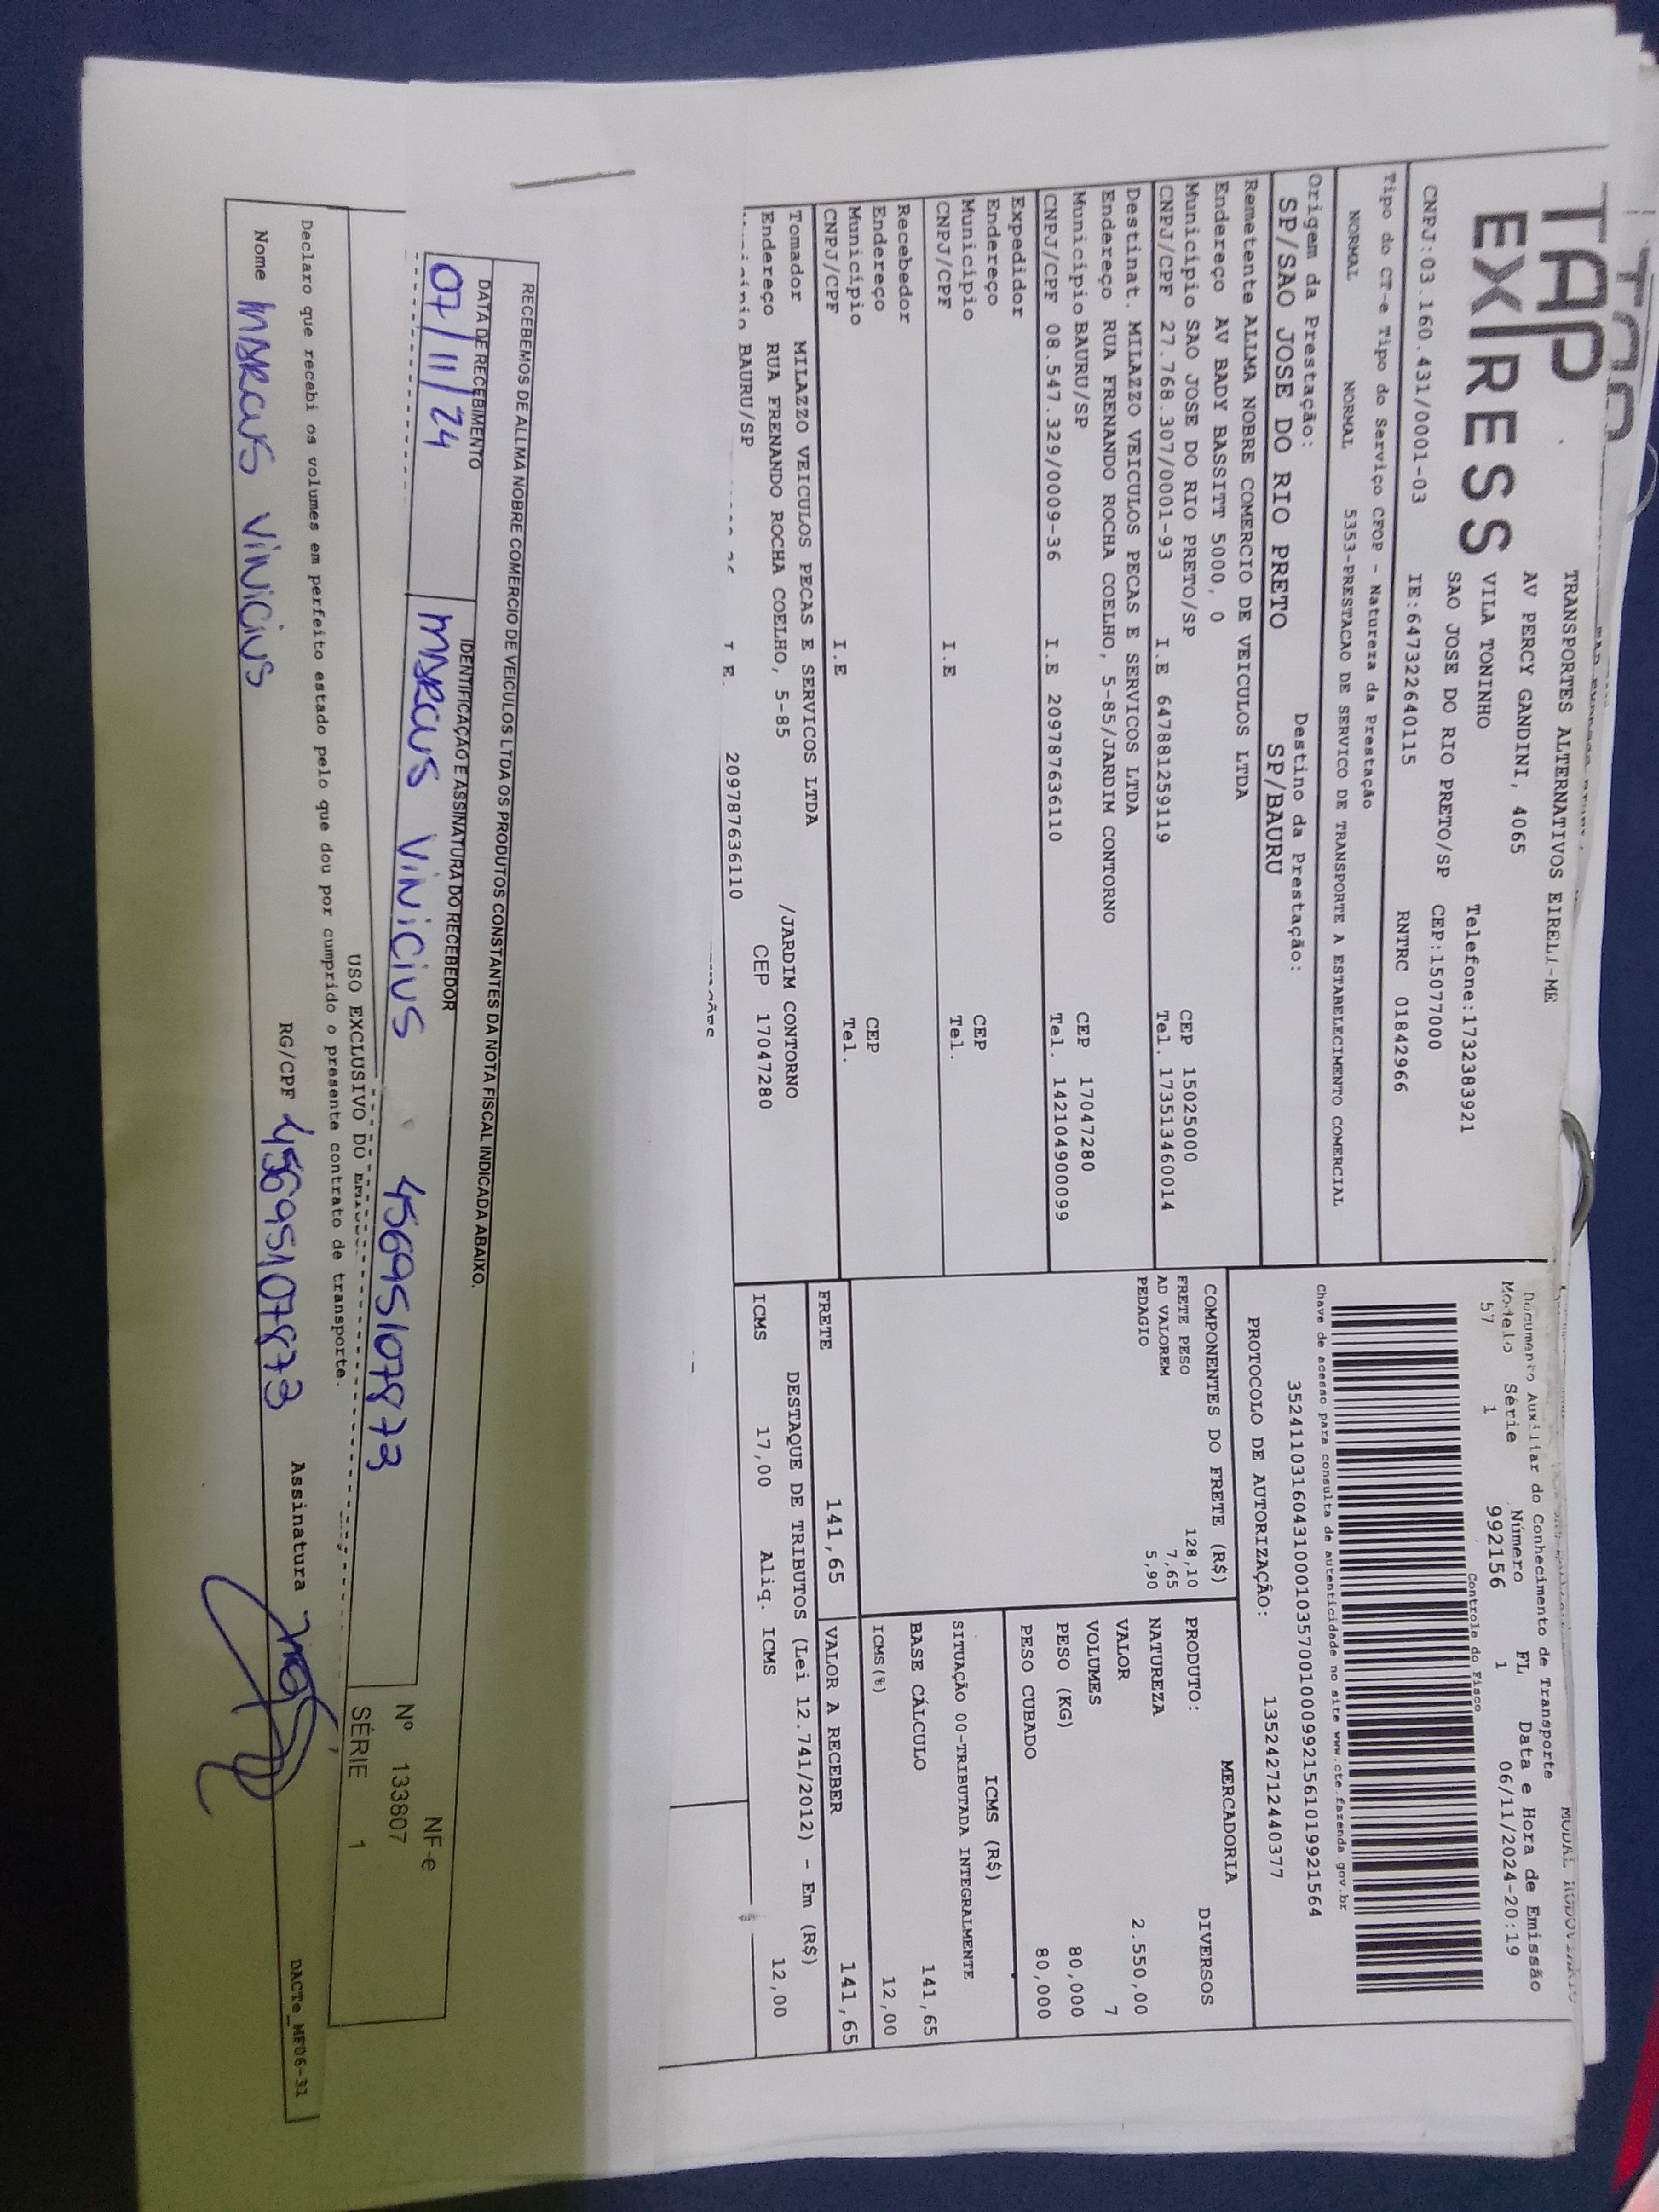 TAP
EXPRESS
TRANSPORTES ALTERNATIVOS EIRELI-ME
AV PERCY GANDINI, 4065
VILA TONINHO
Telefone:1732383921
SAO JOSE DO RIO PRETO/SP CEP:15077000
CNPJ:03.160.431/0001-03 IE:647322640115 RNTRC 01842966
MODAL RODOVIÁRIO
Documento Auxiliar do Conhecimento de Transporte
Modelo Série Número FL Data e Hora de Emissão
57 1 992156 1 06/11/2024-20:19
Controle do Fisco
Chave de acesso para consulta de autenticidade no site www.cte.fazenda.gov.br
35241103160431000103570010009921561019921564
PROTOCOLO DE AUTORIZAÇÃO: 135242712440377
Tipo do CT-e Tipo do Serviço CFOP - Natureza da Prestação
NORMAL NORMAL 5353-PRESTACAO DE SERVICO DE TRANSPORTE A ESTABELECIMENTO COMERCIAL
Origem da Prestação: Destino da Prestação:
SP/SAO JOSE DO RIO PRETO SP/BAURU
Remetente ALLMA NOBRE COMERCIO DE VEICULOS LTDA
Endereço AV BADY BASSITT 5000, 0
Município SAO JOSE DO RIO PRETO/SP CEP 15025000
CNPJ/CPF 27.768.307/0001-93 I.E 647881259119 Tel. 173513460014
Destinat. MILAZZO VEICULOS PECAS E SERVICOS LTDA
Endereço RUA FRENANDO ROCHA COELHO, 5-85/JARDIM CONTORNO
Município BAURU/SP CEP 17047280
CNPJ/CPF 08.547.329/0009-36 I.E 209787636110 Tel. 142104900099
Expedidor
Endereço
Município CEP
CNPJ/CPF I.E Tel.
Recebedor
Endereço
Município CEP
CNPJ/CPF I.E Tel.
Tomador MILAZZO VEICULOS PECAS E SERVICOS LTDA
Endereço RUA FRENANDO ROCHA COELHO, 5-85 /JARDIM CONTORNO
BAURU/SP CEP 17047280
209787636110
COMPONENTES DO FRETE (R$)
FRETE PESO 128,10
AD VALOREM 7,65
PEDAGIO 5,90
MERCADORIA
PRODUTO: DIVERSOS
NATUREZA
VALOR 2.550,00
VOLUMES 7
PESO (KG) 80,000
PESO CUBADO 80,000
ICMS (R$)
SITUAÇÃO 00-TRIBUTADA INTEGRALMENTE
BASE CÁLCULO 141,65
ICMS(%) 12,00
FRETE 141,65 VALOR A RECEBER 141,65
DESTAQUE DE TRIBUTOS (Lei 12.741/2012) - Em (R$)
ICMS 17,00 Aliq. ICMS 12,00
RECEBEMOS DE ALLMA NOBRE COMERCIO DE VEICULOS LTDA OS PRODUTOS CONSTANTES DA NOTA FISCAL INDICADA ABAIXO.
DATA DE RECEBIMENTO IDENTIFICAÇÃO E ASSINATURA DO RECEBEDOR
07/11/24 MARCUS VINICIUS 45695107873
NF-e
Nº 133807
SÉRIE 1
USO EXCLUSIVO DO
Declaro que recebi os volumes em perfeito estado pelo que dou por cumprido o presente contrato de transporte.
Nome MARCUS VINICIUS RG/CPF 45695107873 Assinatura
DACTe_MF06-31